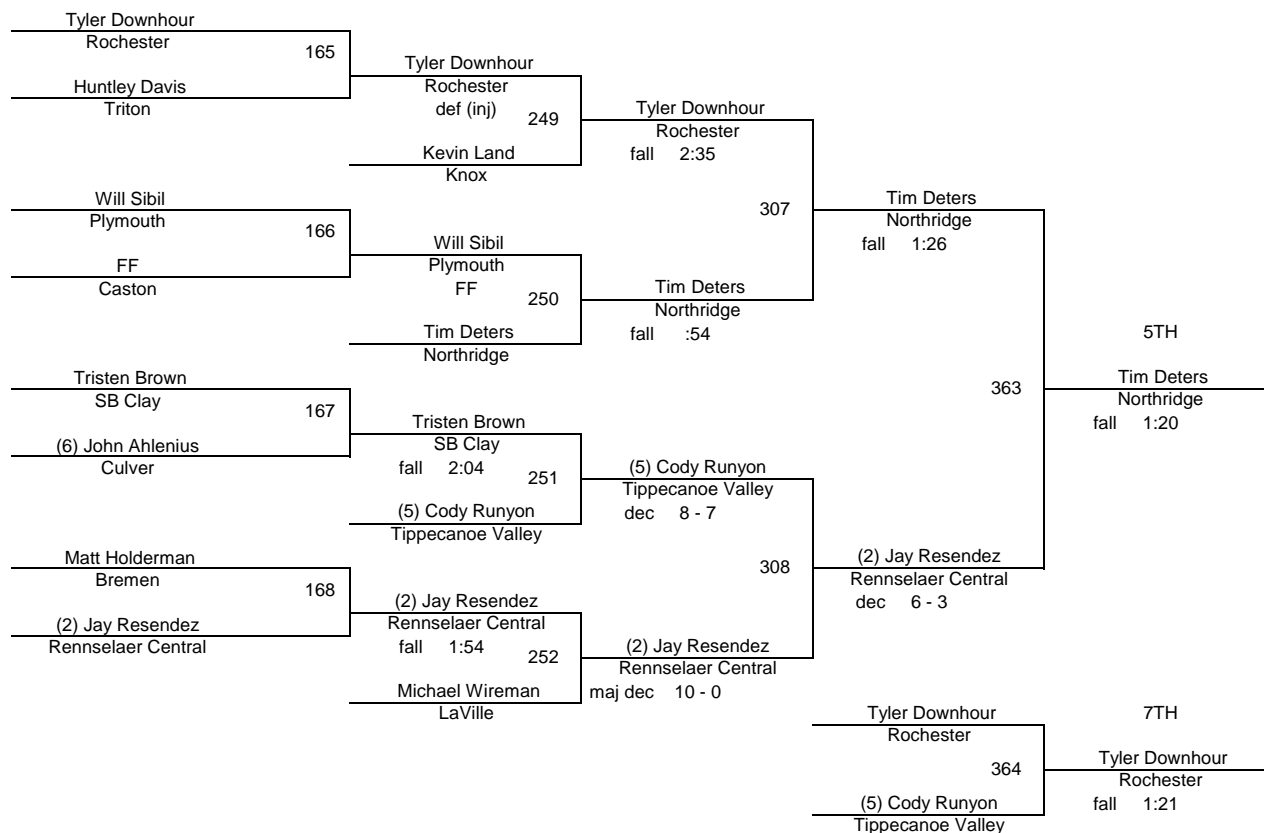 Tyler Downhour
Rochester
165
Huntley Davis
Triton
Tyler Downhour
Rochester
def (inj)
249
Kevin Land
Knox
Tyler Downhour
Rochester
fall 2:35
Will Sibil
Plymouth
166
FF
Caston
Will Sibil
Plymouth
FF
250
Tim Deters
Northridge
Tim Deters
Northridge
fall :54
307
Tim Deters
Northridge
fall 1:26
Tristen Brown
SB Clay
167
(6) John Ahlenius
Culver
Tristen Brown
SB Clay
fall 2:04
251
(5) Cody Runyon
Tippecanoe Valley
(5) Cody Runyon
Tippecanoe Valley
dec 8 - 7
Matt Holderman
Bremen
168
(2) Jay Resendez
Rennselaer Central
(2) Jay Resendez
Rennselaer Central
fall 1:54
252
Michael Wireman
LaVille
(2) Jay Resendez
Rennselaer Central
maj dec 10 - 0
308
(2) Jay Resendez
Rennselaer Central
dec 6 - 3
363
5TH
Tim Deters
Northridge
fall 1:20
Tyler Downhour
Rochester
364
(5) Cody Runyon
Tippecanoe Valley
7TH
Tyler Downhour
Rochester
fall 1:21